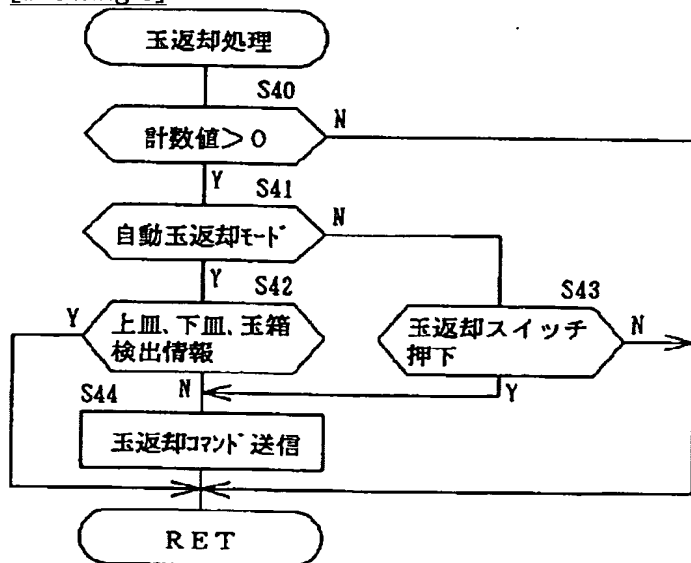 玉返却処理
S40
計数値>0
N
Y
S41
自動玉返却モード
N
Y
S42
Y
上皿、下皿、玉箱
検出情報
S43
玉返却スイッチ
押下
N
N
Y
S44
玉返却コマンド送信
RET